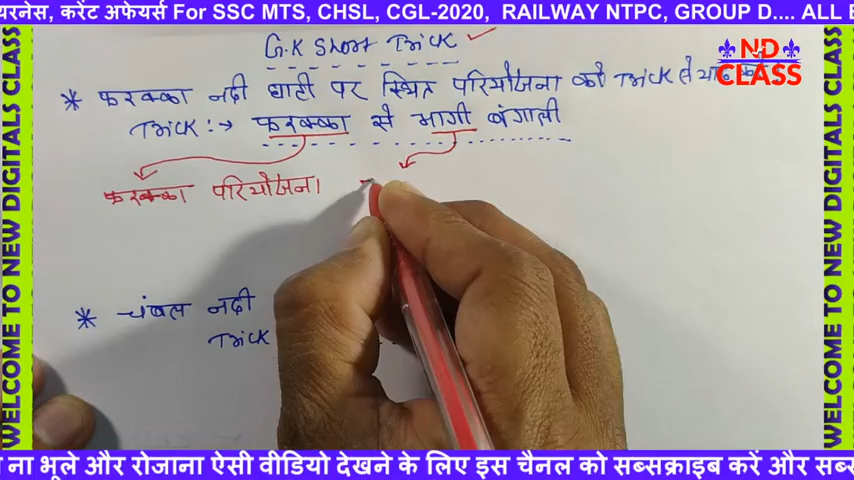 यरनेस, करेंट अफेयर्स For SSC MTS, CHSL, CGL-2020, RAILWAY NTPC, GROUP D.... ALL E
G.K Short Trick
ND
CLASS
* फरक्का नदी घाटी पर स्थित परियोजना को Trick से
Trick :→ फरक्का से भागी बंगाली
फरक्का परियोजना।
* चंबल नदी
Trick
WELCOME TO NEW DIGITALS CLASS
WELCOME TO NEW DIGITALS CLASS
ा ना भूले और रोजाना ऐसी वीडियो देखने के लिए इस चैनल को सब्सक्राइब करें और सब्स